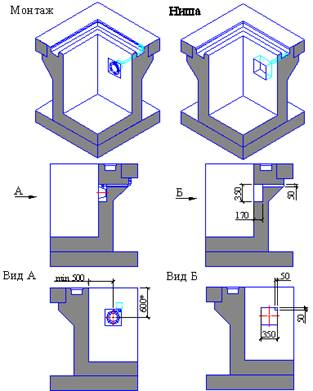 Монтаж
Ниша
А
Б
350
50
170
Вид А
Вид Б
min 500
600*
50
50
350